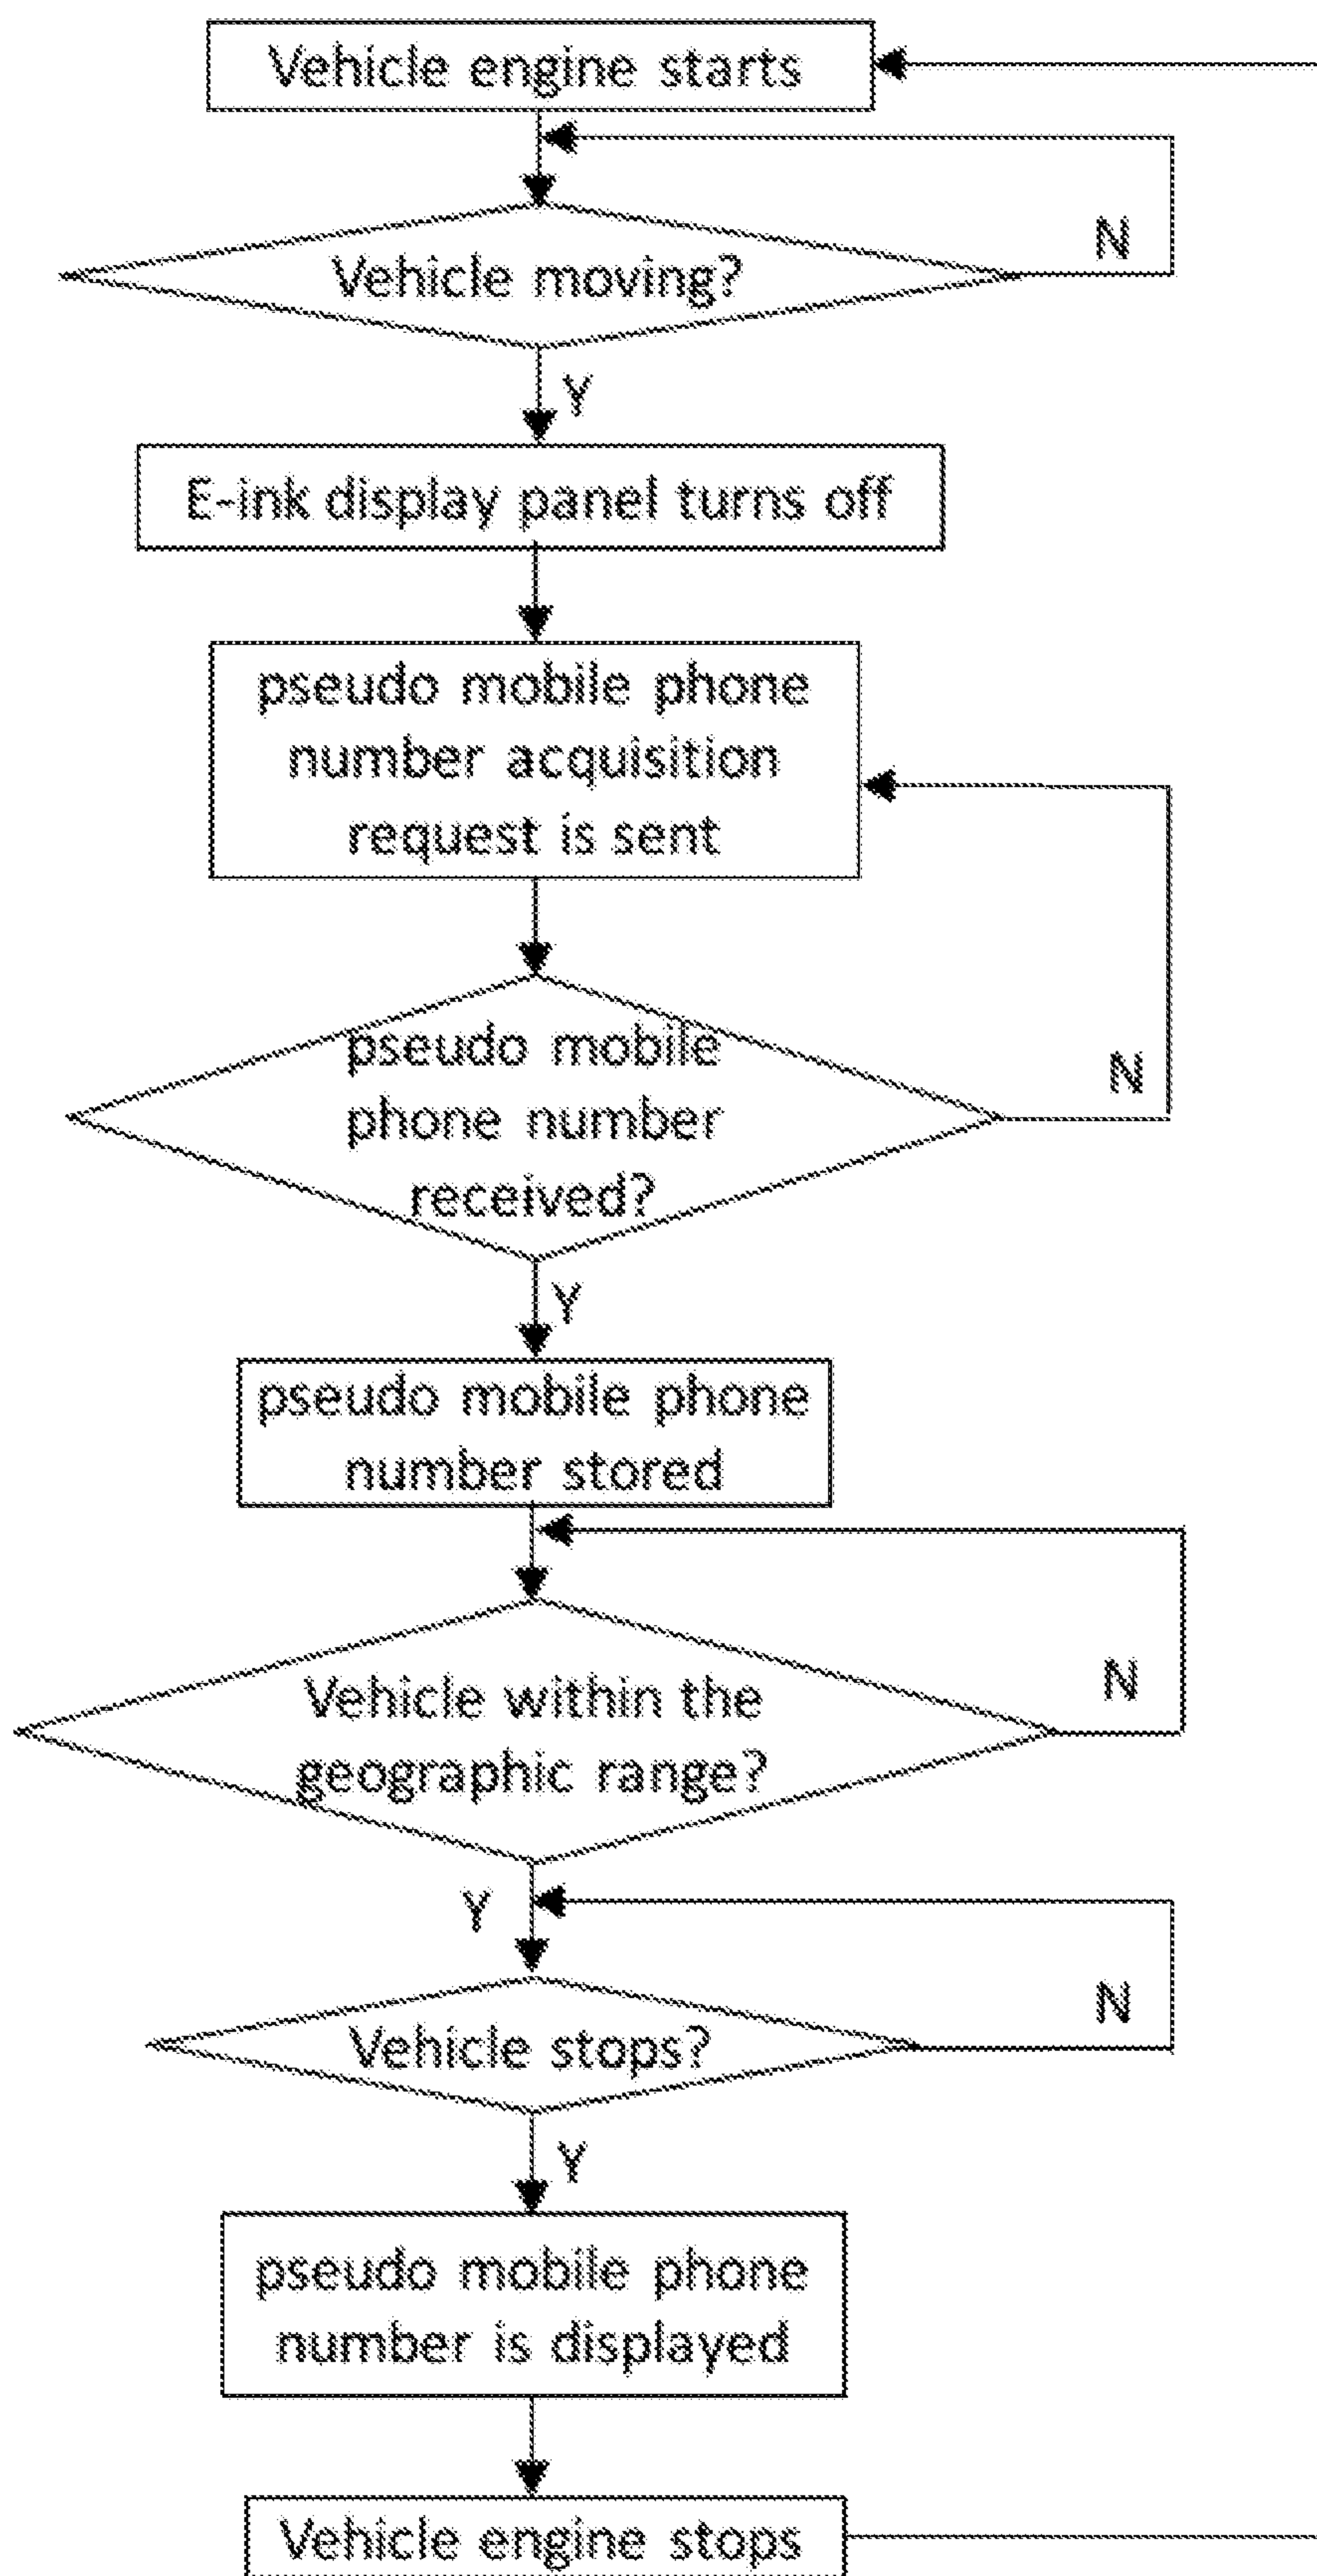 Vehicle engine starts
Vehicle moving?
N
Y
E-ink display panel turns off
pseudo mobile phone
number acquisition
request is sent
pseudo mobile
phone number
received?
N
Y
pseudo mobile phone
number stored
Vehicle within the
geographic range?
N
Y
Vehicle stops?
N
Y
pseudo mobile phone
number is displayed
Vehicle engine stops